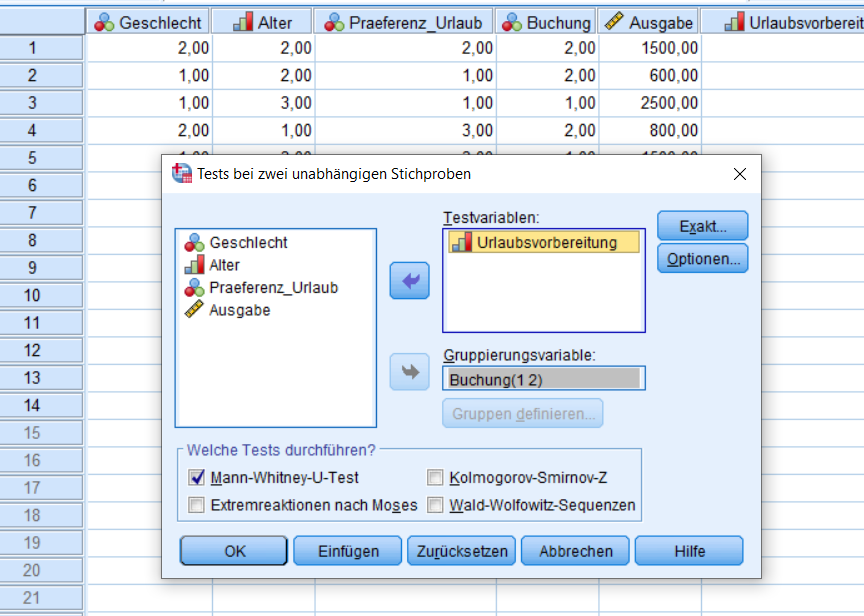 Geschlecht Alter Praeferenz_Urlaub Buchung Ausgabe Urlaubsvorbereit
1 2,00 2,00 2,00 2,00 1500,00
2 1,00 2,00 1,00 2,00 600,00
3 1,00 3,00 1,00 1,00 2500,00
4 2,00 1,00 3,00 2,00 800,00
5
6
7
8
9
10
11
12
13
14
15
16
17
18
19
20
21
Tests bei zwei unabhängigen Stichproben
Geschlecht
Alter
Praeferenz_Urlaub
Ausgabe
Testvariablen:
Urlaubsvorbereitung
Gruppierungsvariable:
Buchung(1 2)
Gruppen definieren...
Exakt...
Optionen...
Welche Tests durchführen?
Mann-Whitney-U-Test Kolmogorov-Smirnov-Z
Extremreaktionen nach Moses Wald-Wolfowitz-Sequenzen
OK Einfügen Zurücksetzen Abbrechen Hilfe